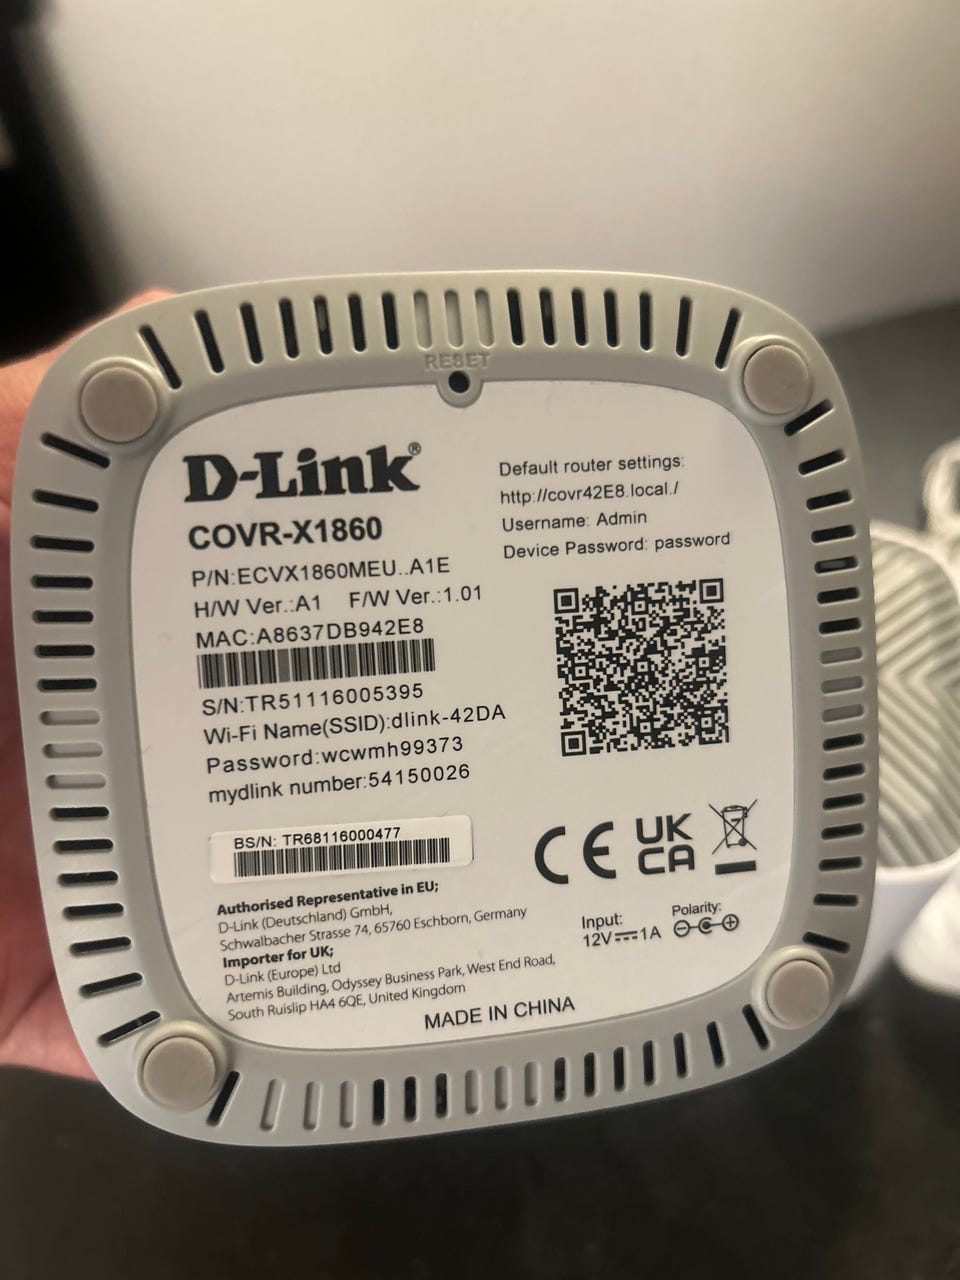 RESET
D-Link®
COVR-X1860
P/N:ECVX1860MEU..A1E
H/W Ver.:A1 F/W Ver.:1.01
MAC:A8637DB942E8
S/N:TR51116005395
Wi-Fi Name(SSID):dlink-42DA
Password:wcwmh99373
mydlink number:54150026
Default router settings:
http://covr42E8.local./
Username: Admin
Device Password: password
BS/N: TR68116000477
CE
UK
CA
Authorised Representative in EU;
D-Link (Deutschland) GmbH,
Schwalbacher Strasse 74, 65760 Eschborn, Germany
Importer for UK;
D-Link (Europe) Ltd
Artemis Building, Odyssey Business Park, West End Road,
South Ruislip HA4 6QE, United Kingdom
Input:
12V⎓1A
Polarity:
MADE IN CHINA